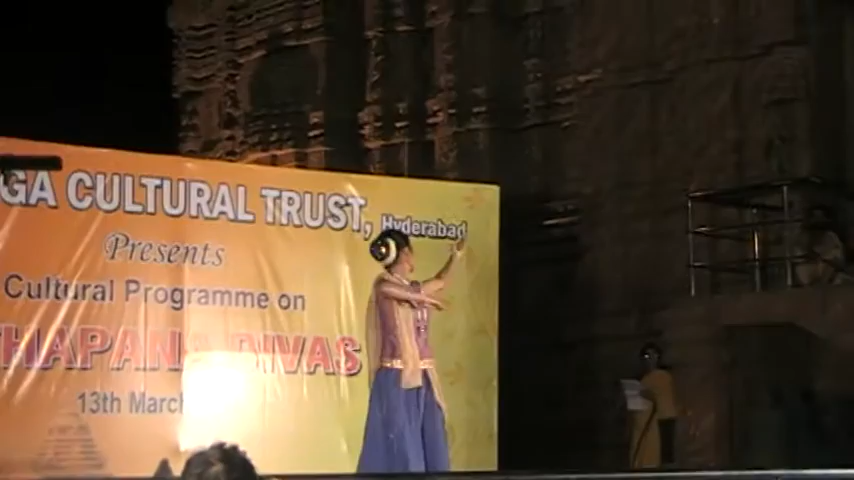 GA CULTURAL TRUST, Hyderabad
Presents
Cultural Programme on
HAPANA DIVAS
13th March